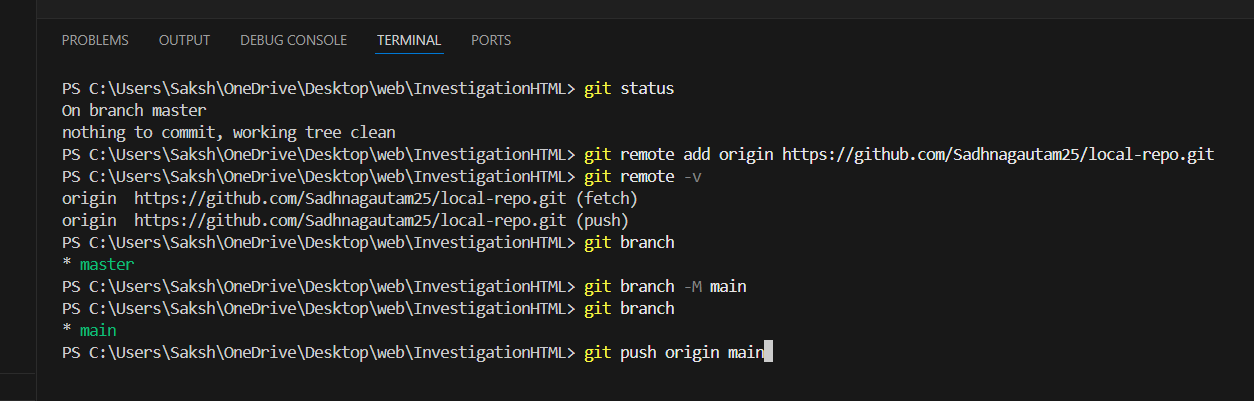 PROBLEMS OUTPUT DEBUG CONSOLE TERMINAL PORTS
PS C:\Users\Saksh\OneDrive\Desktop\web\InvestigationHTML> git status
On branch master
nothing to commit, working tree clean
PS C:\Users\Saksh\OneDrive\Desktop\web\InvestigationHTML> git remote add origin https://github.com/Sadhnagautam25/local-repo.git
PS C:\Users\Saksh\OneDrive\Desktop\web\InvestigationHTML> git remote -v
origin  https://github.com/Sadhnagautam25/local-repo.git (fetch)
origin  https://github.com/Sadhnagautam25/local-repo.git (push)
PS C:\Users\Saksh\OneDrive\Desktop\web\InvestigationHTML> git branch
* master
PS C:\Users\Saksh\OneDrive\Desktop\web\InvestigationHTML> git branch -M main
PS C:\Users\Saksh\OneDrive\Desktop\web\InvestigationHTML> git branch
* main
PS C:\Users\Saksh\OneDrive\Desktop\web\InvestigationHTML> git push origin main